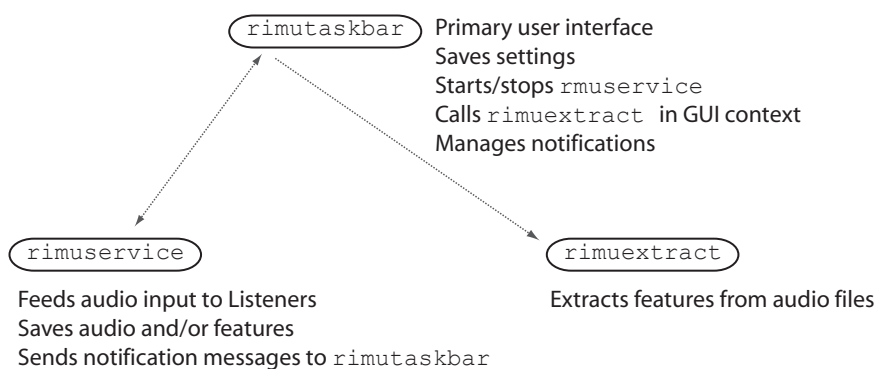 rimutaskbar
Primary user interface
Saves settings
Starts/stops rmuservice
Calls rimuextract in GUI context
Manages notifications
rimuservice
Feeds audio input to Listeners
Saves audio and/or features
Sends notification messages to rimutaskbar
rimuextract
Extracts features from audio files